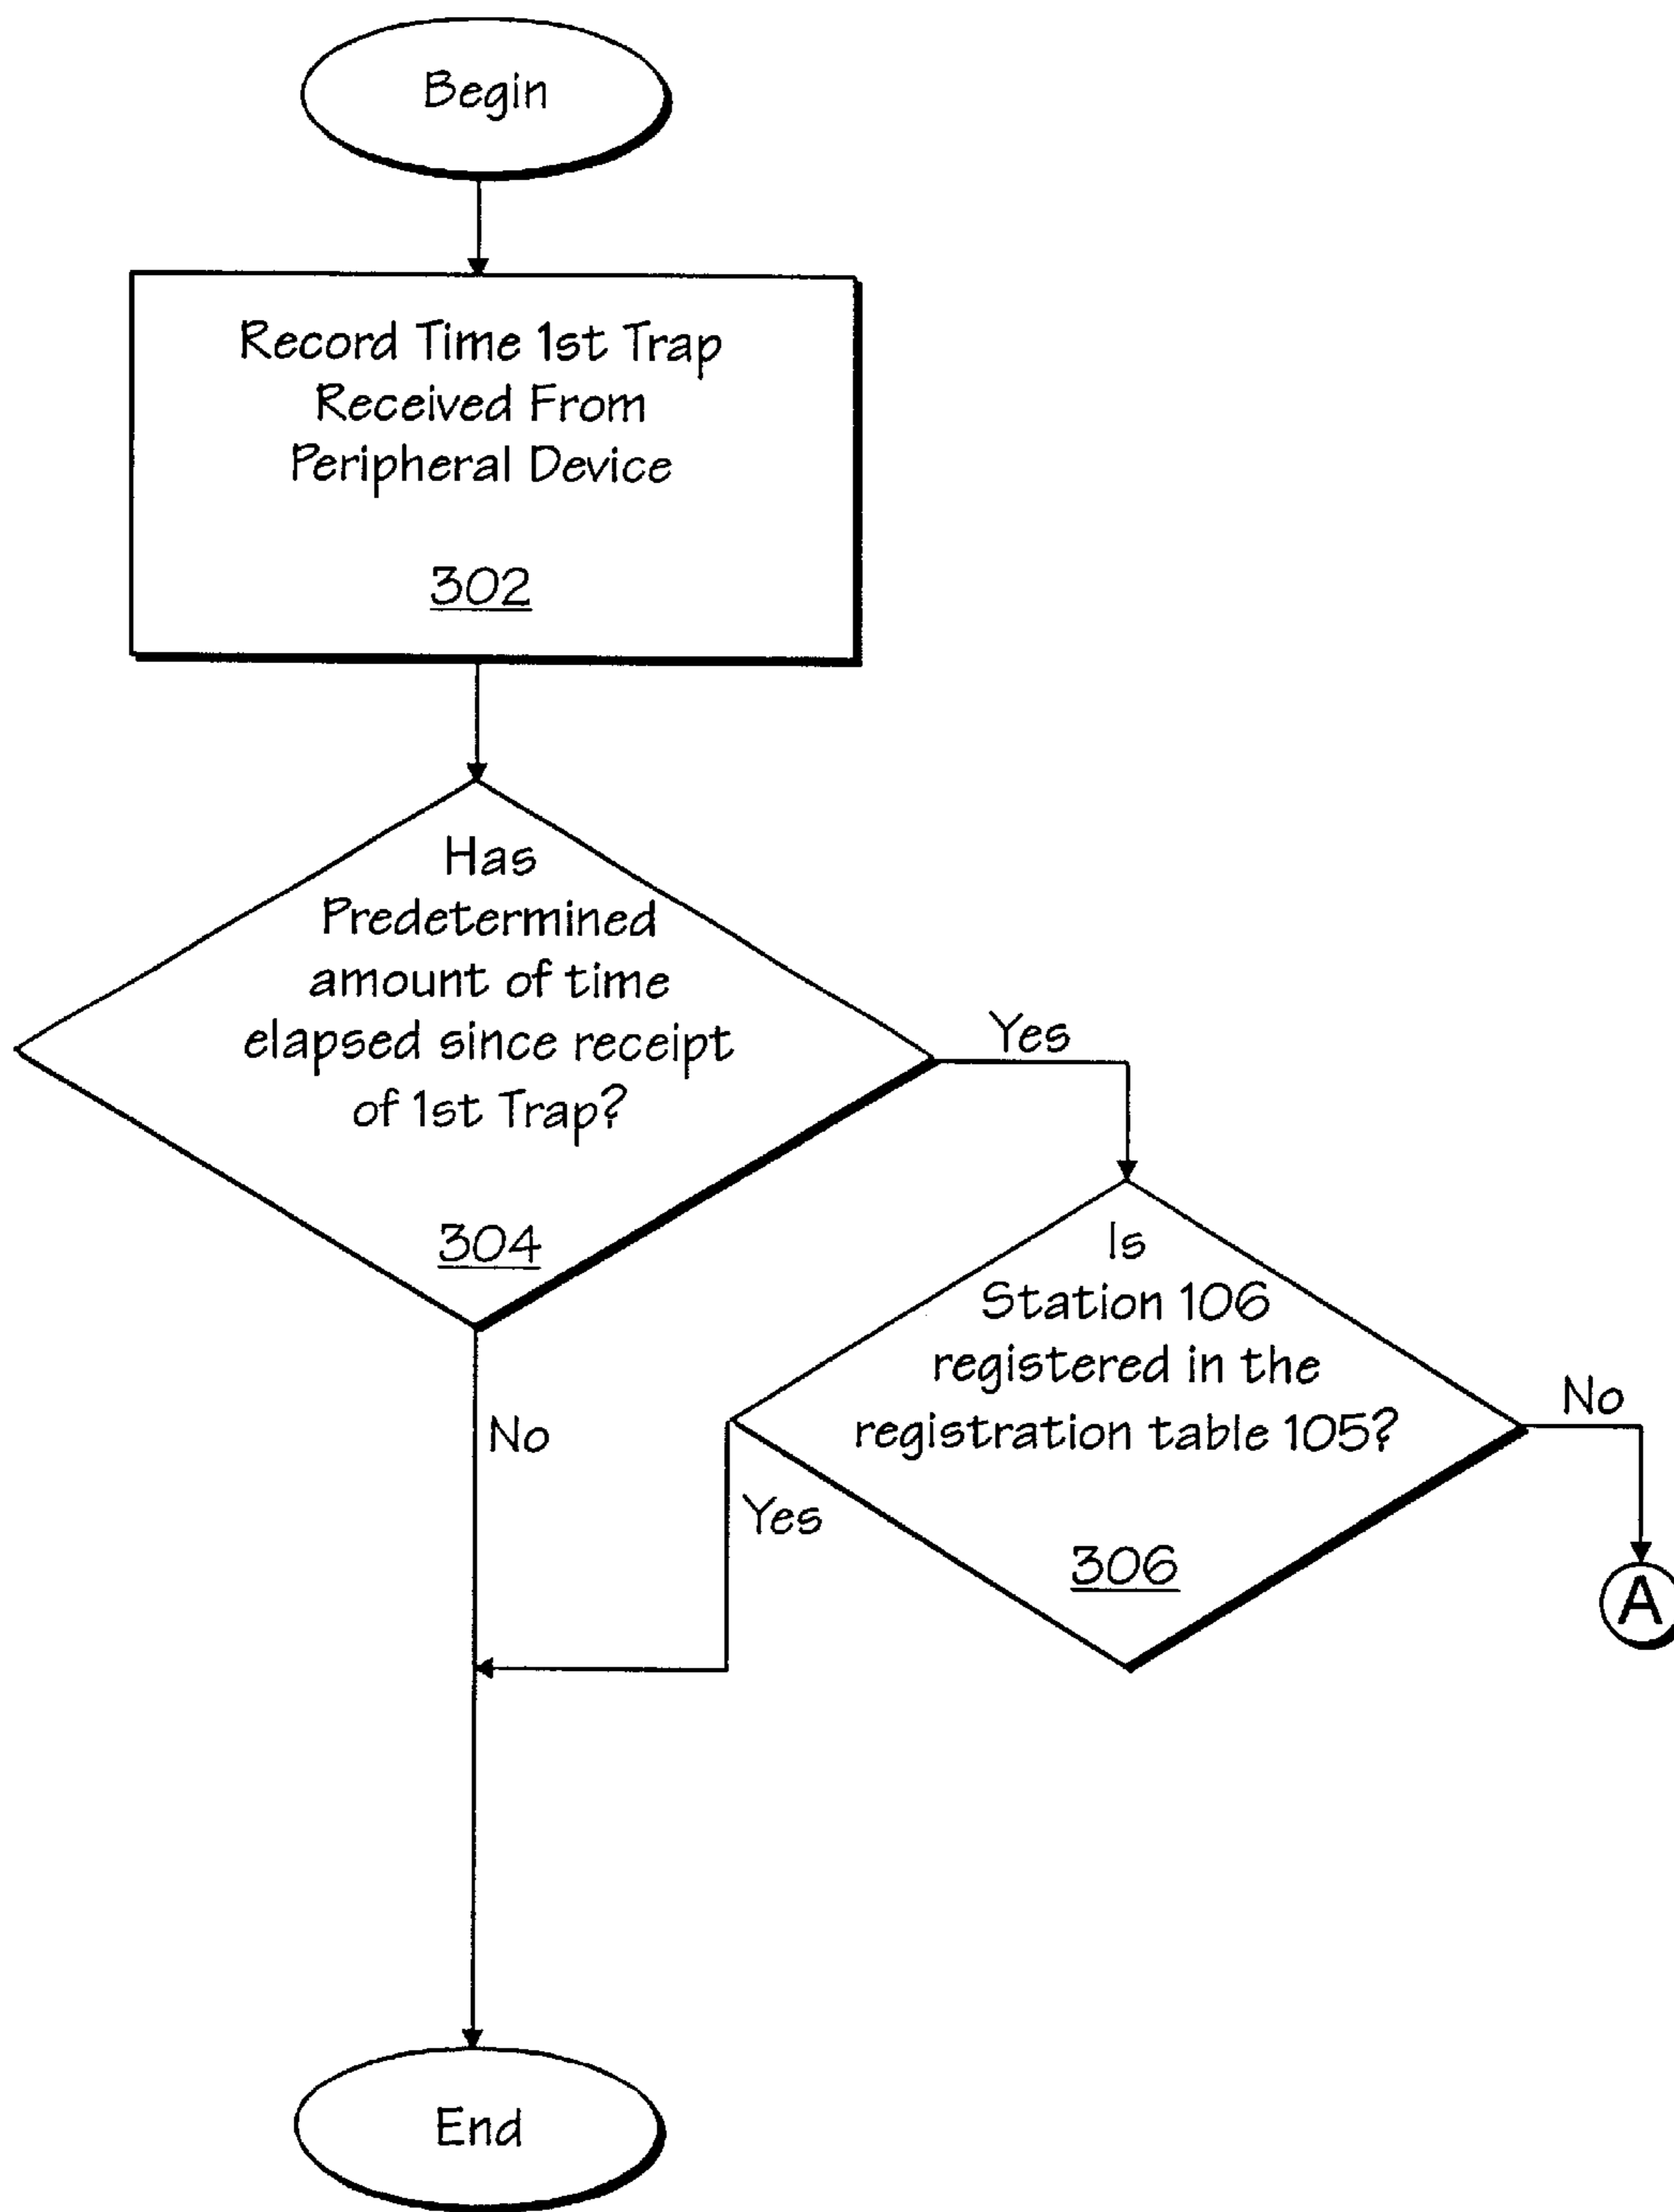 Begin
Record Time 1st Trap
Received From
Peripheral Device
302
Has
Predetermined
amount of time
elapsed since receipt
of 1st Trap?
304
Yes
No
Is
Station 106
registered in the
registration table 105?
306
Yes
No
A
End